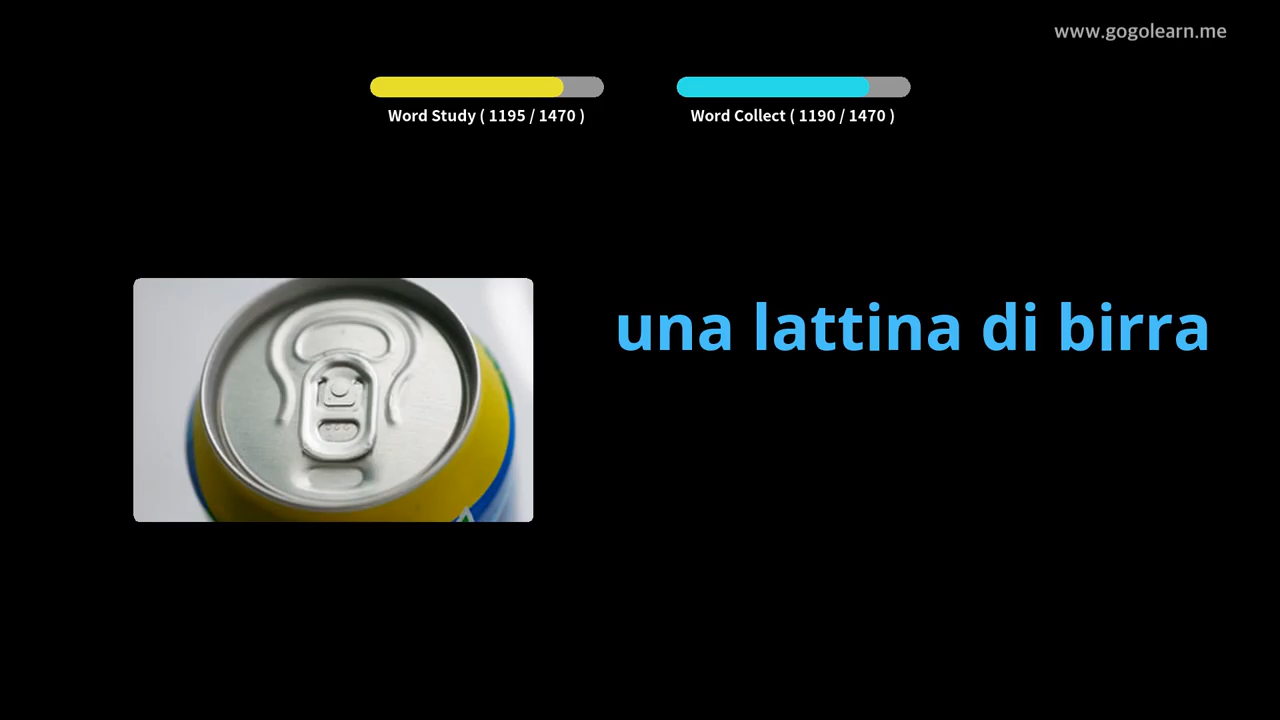 www.gogolearn.me
Word Study ( 1195 / 1470 )
Word Collect ( 1190 / 1470 )
una lattina di birra